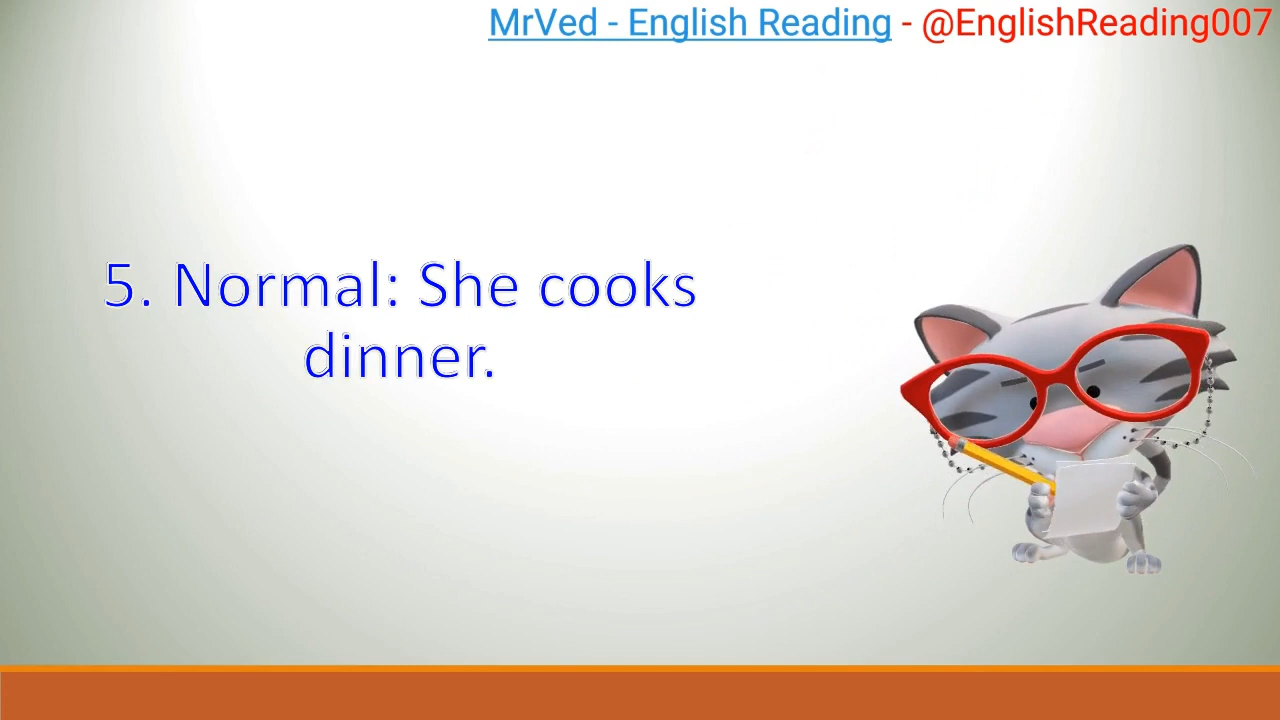 MrVed - English Reading - @EnglishReading007
5. Normal: She cooks
dinner.